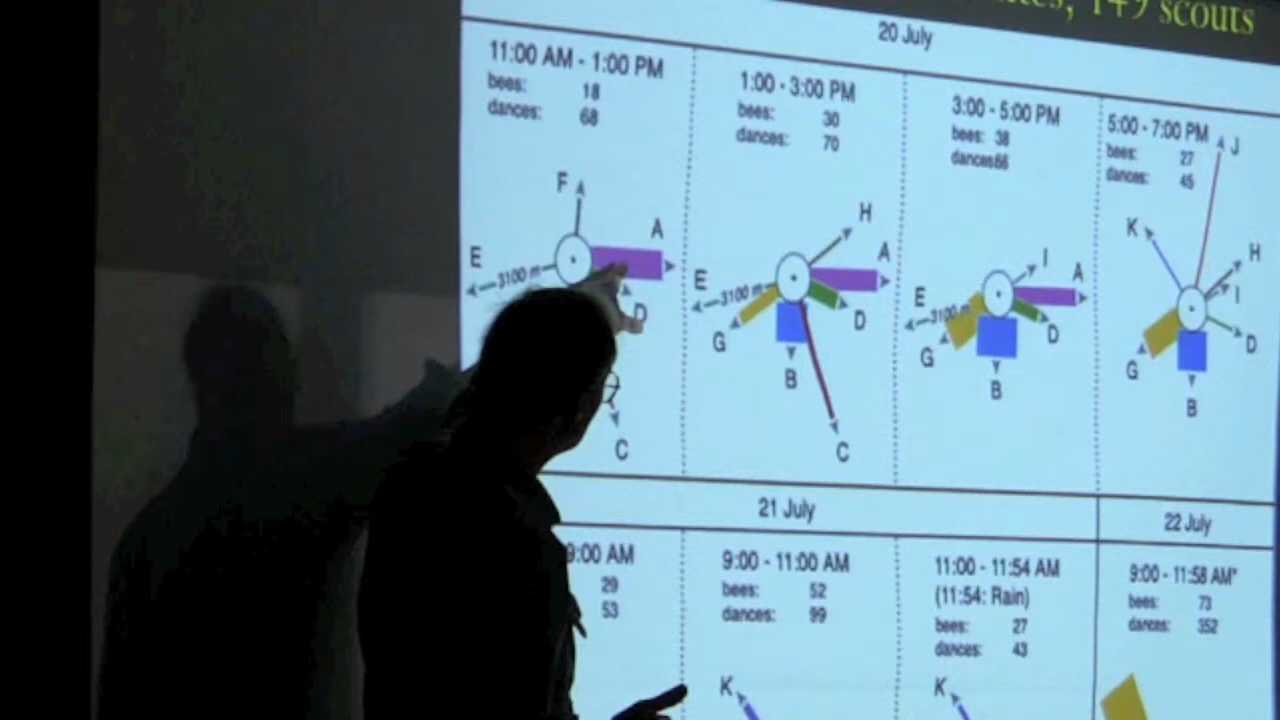 149 scouts
20 July
11:00 AM - 1:00 PM
bees: 18
dances: 68
F
A
E
3100 m
D
C
1:00 - 3:00 PM
bees: 30
dances: 70
H
A
E
3100 m
D
G
B
C
3:00 - 5:00 PM
bees: 38
dances66
I
A
E
3100 m
D
G
B
5:00 - 7:00 PM
bees: 27
dances: 45
J
K
H
I
D
G
B
21 July
22 July
9:00 AM
29
53
9:00 - 11:00 AM
bees: 52
dances: 99
K
11:00 - 11:54 AM
(11:54: Rain)
bees: 27
dances: 43
K
9:00 - 11:58 AM*
bees: 73
dances: 352